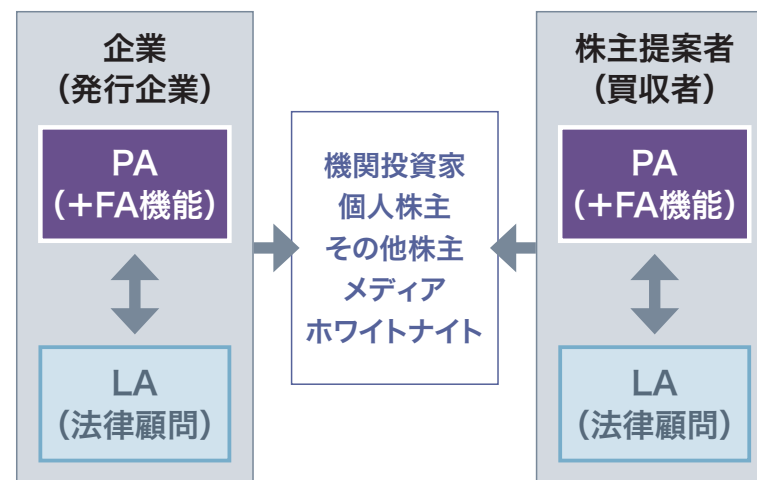 企業
（発行企業）
PA
（+FA機能）
LA
（法律顧問）
機関投資家
個人株主
その他株主
メディア
ホワイトナイト
株主提案者
（買収者）
PA
（+FA機能）
LA
（法律顧問）